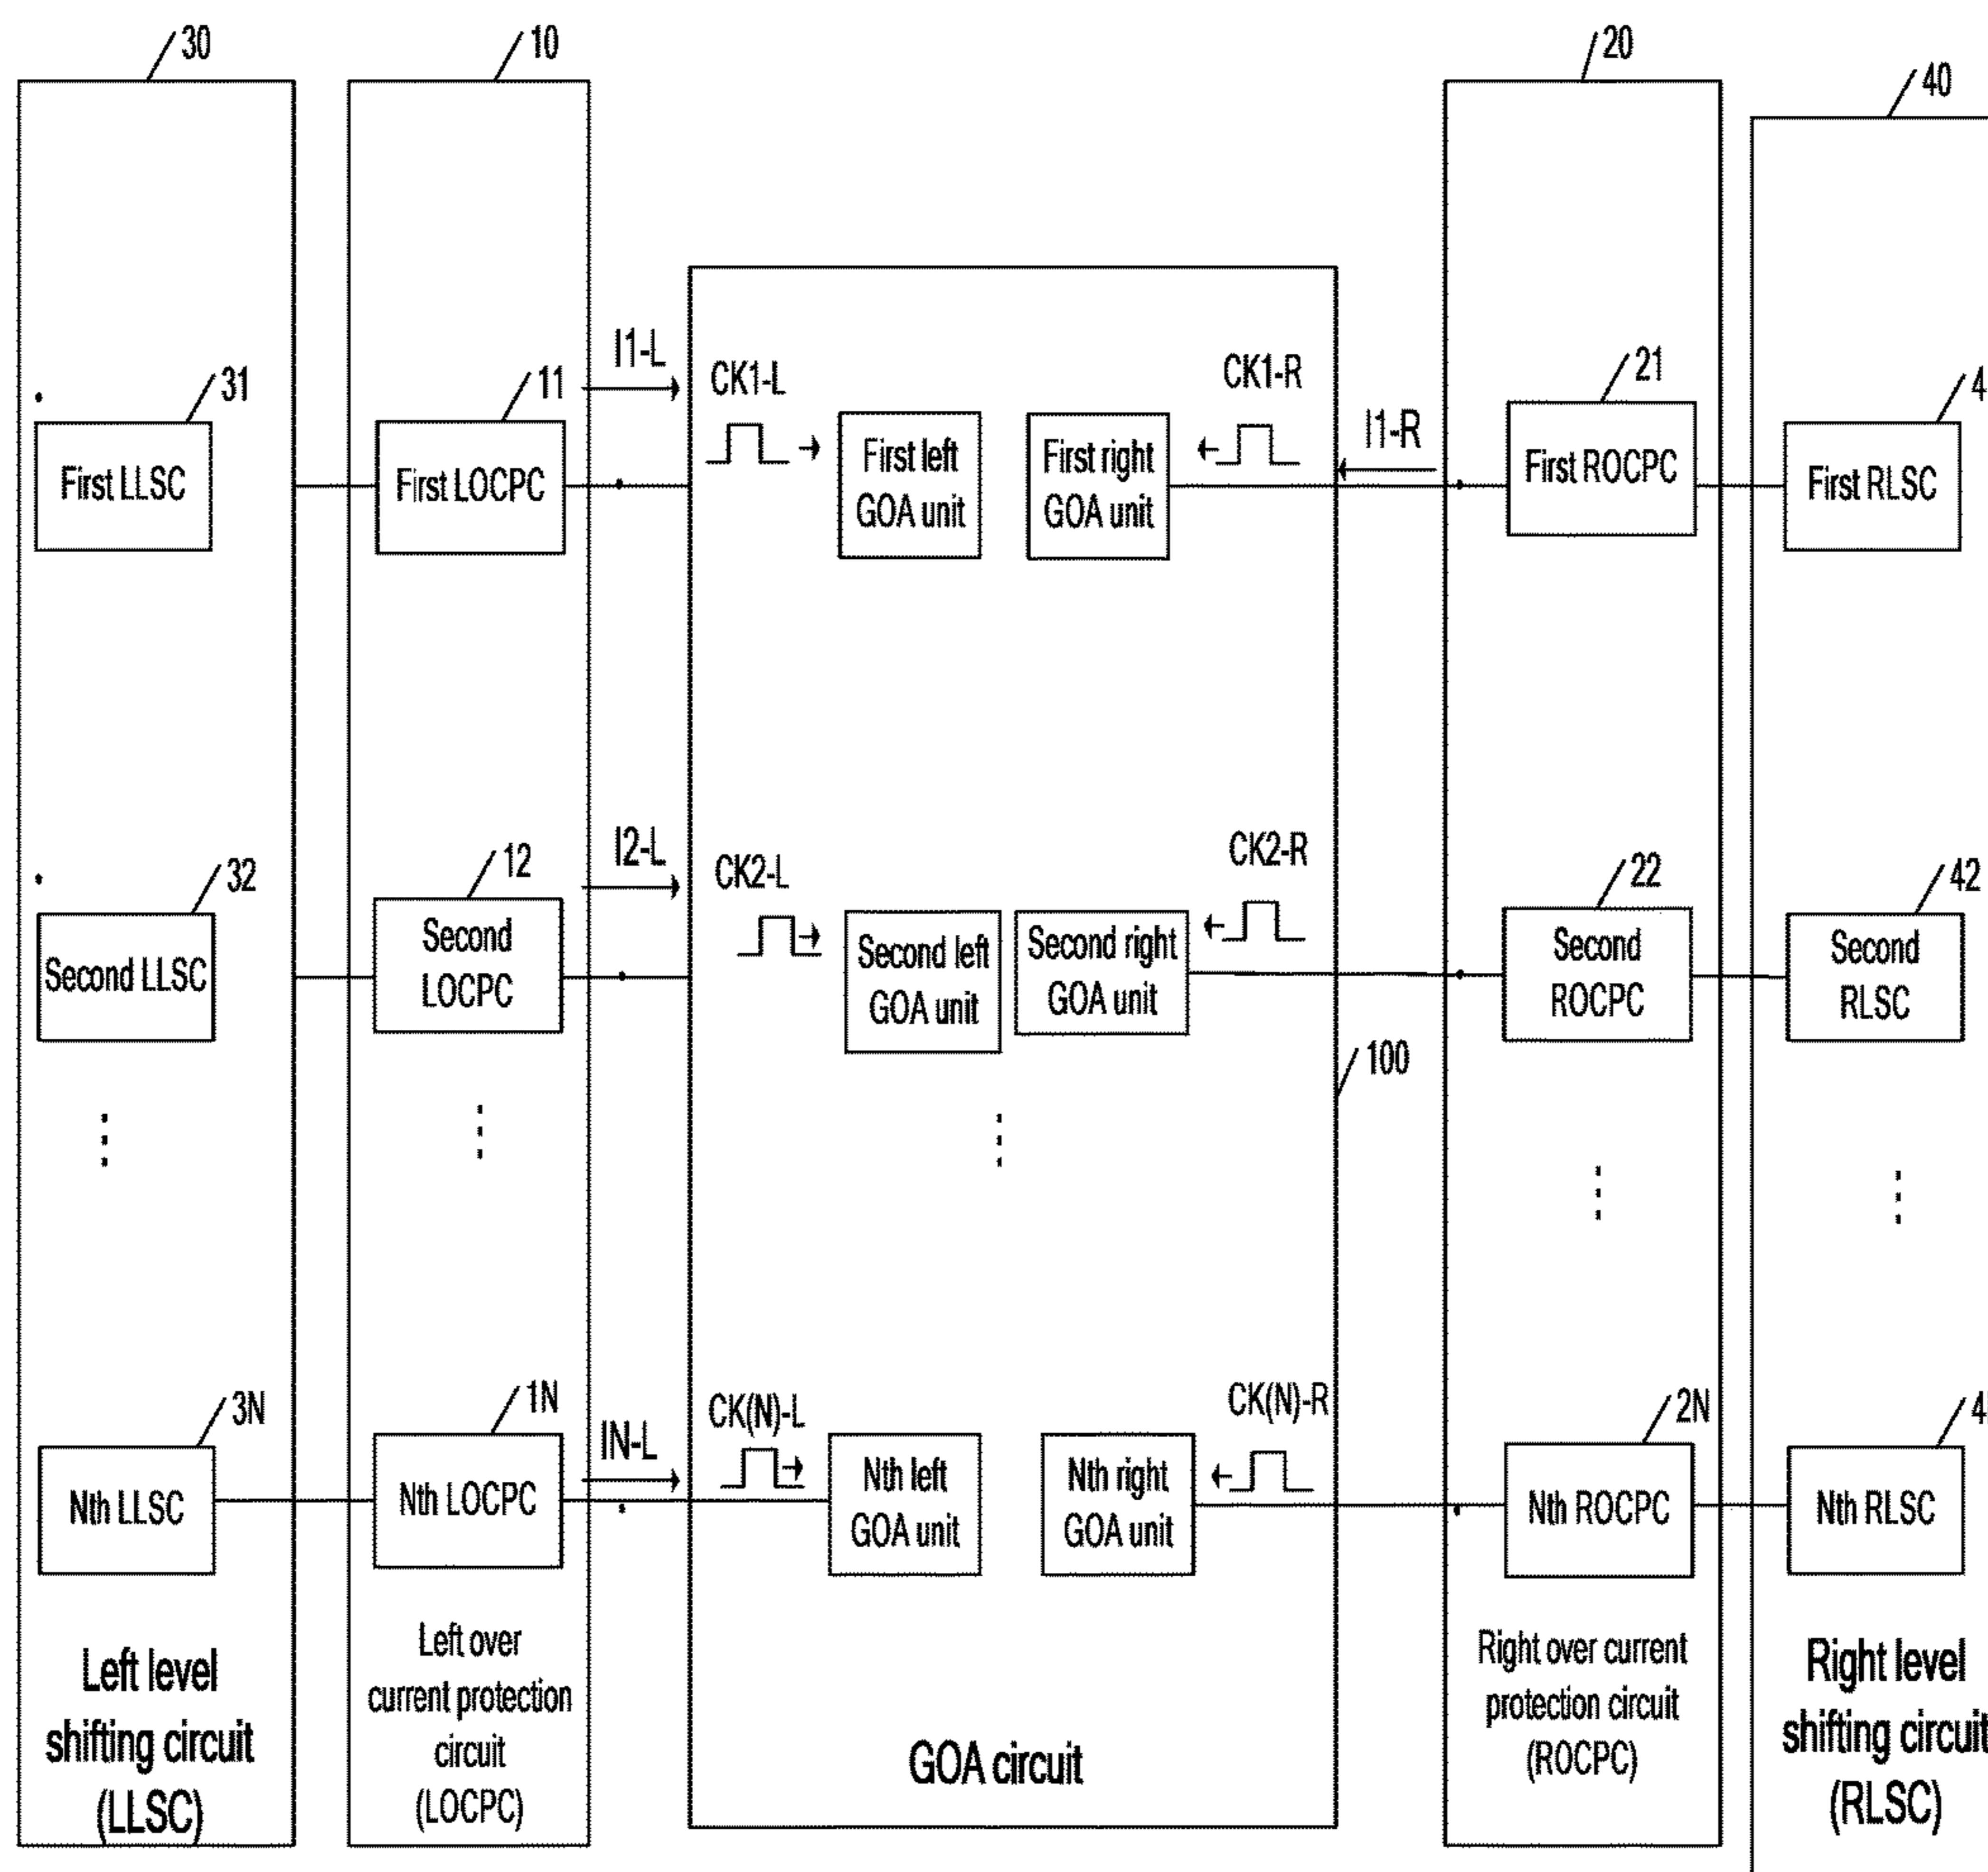 30
10
20
40
I1-L
CK1-L
CK1-R
I1-R
31
11
21
4
First LLSC
First LOCPC
First left
GOA unit
First right
GOA unit
First ROCPC
First RLSC
I2-L
CK2-L
CK2-R
32
12
22
42
Second LLSC
Second
LOCPC
Second left
GOA unit
Second right
GOA unit
Second
ROCPC
Second
RLSC
100
3N
1N
IN-L
CK(N)-L
CK(N)-R
2N
4
Nth LLSC
Nth LOCPC
Nth left
GOA unit
Nth right
GOA unit
Nth ROCPC
Nth RLSC
Left level
shifting circuit
(LLSC)
Left over
current protection
circuit
(LOCPC)
GOA circuit
Right over current
protection circuit
(ROCPC)
Right level
shifting circuit
(RLSC)